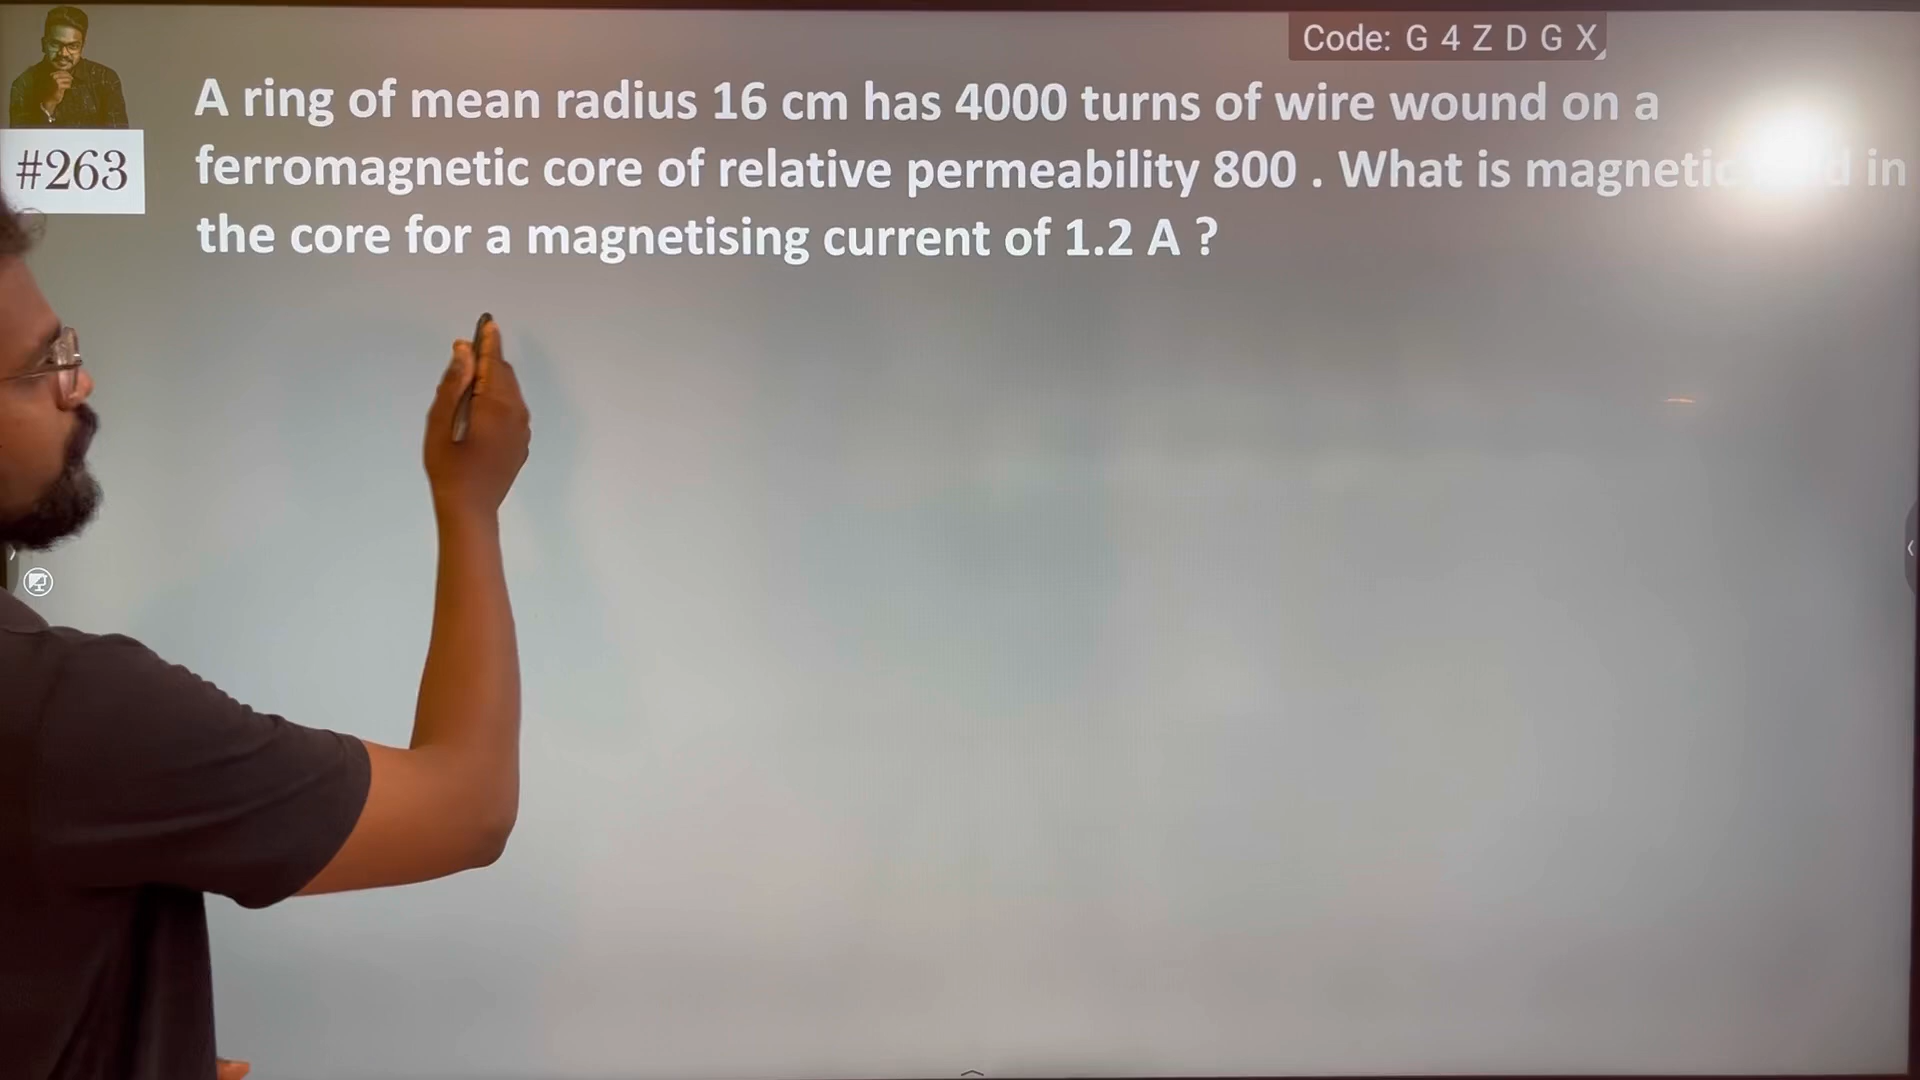 Code: G 4 Z D G X
#263
A ring of mean radius 16 cm has 4000 turns of wire wound on a
ferromagnetic core of relative permeability 800 . What is magnetic in
the core for a magnetising current of 1.2 A ?